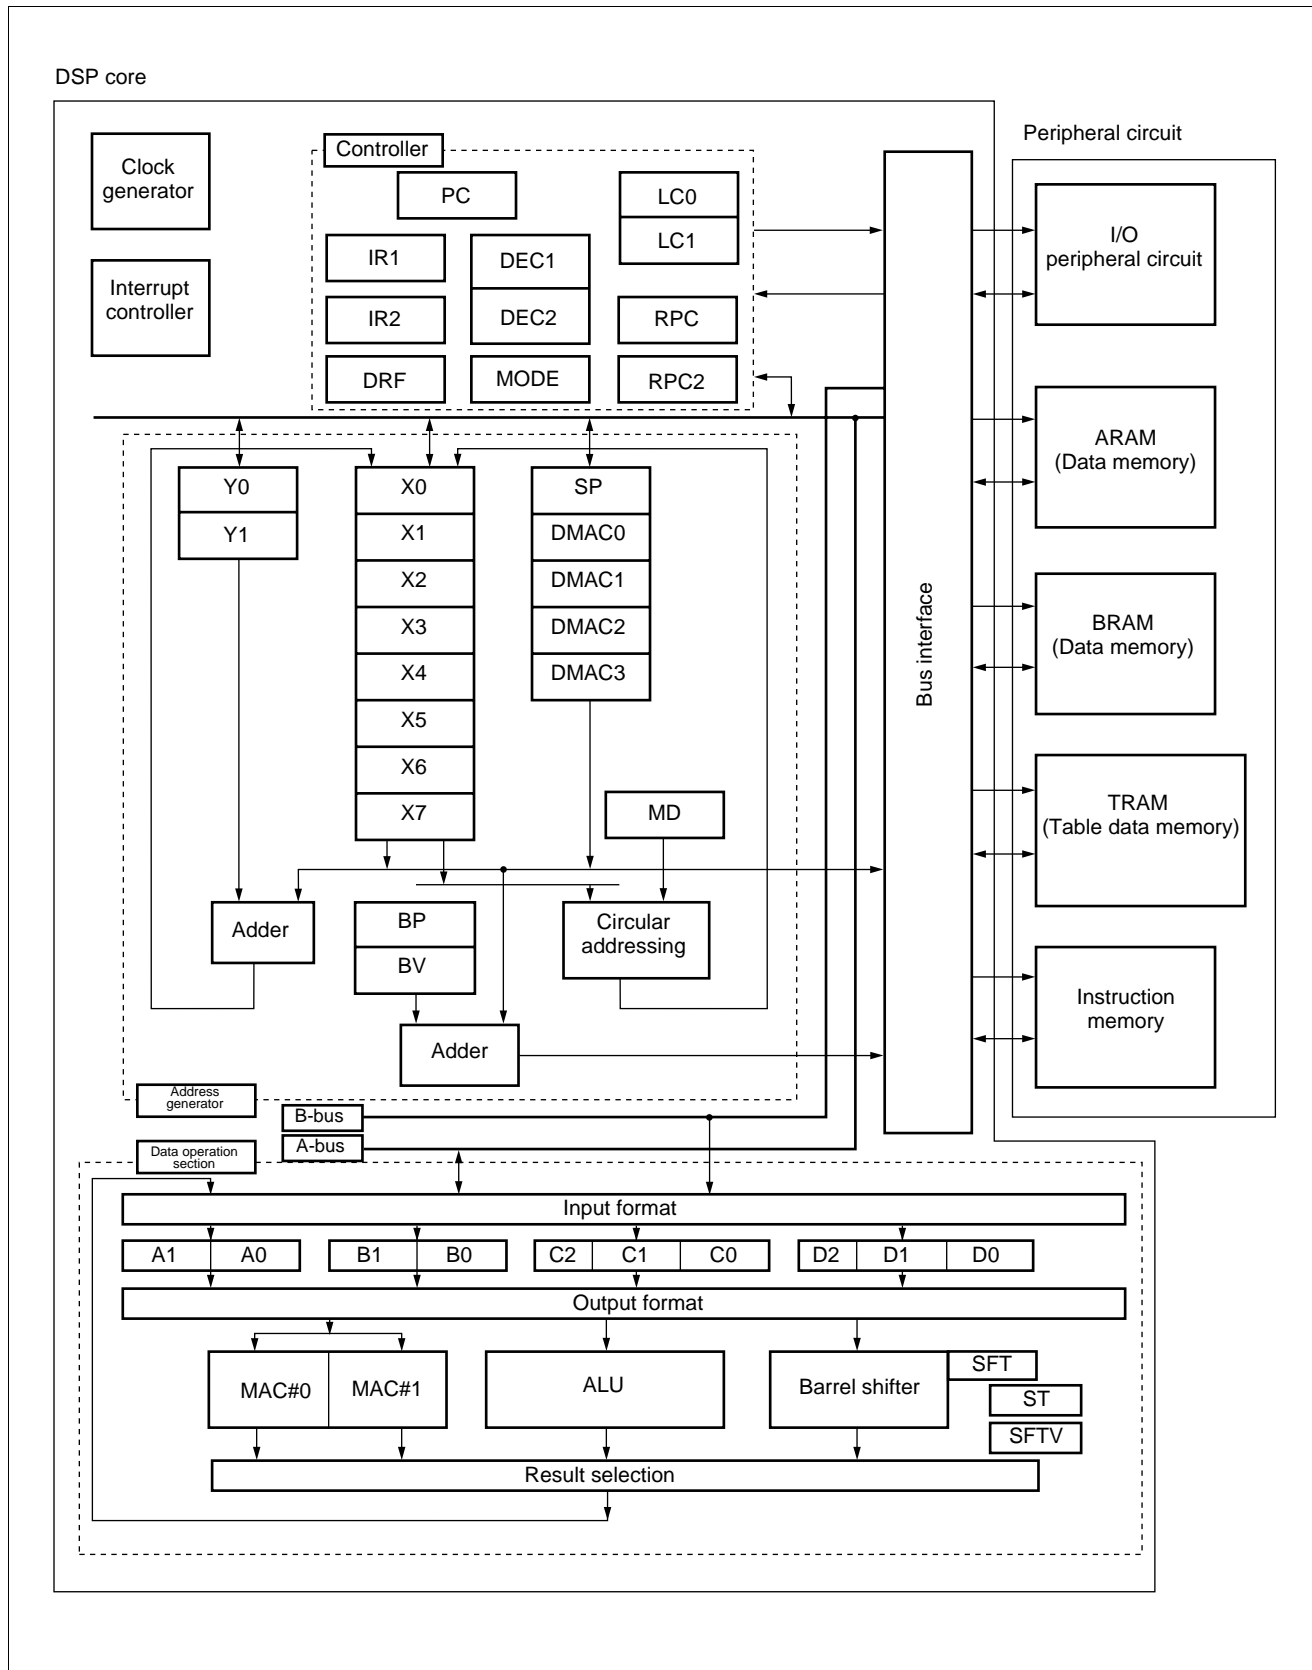 DSP core
Peripheral circuit
Clock
generator
Interrupt
controller
Controller
PC
LC0
LC1
IR1
DEC1
IR2
DEC2
RPC
DRF
MODE
RPC2
Y0
Y1
X0
X1
X2
X3
X4
X5
X6
X7
SP
DMAC0
DMAC1
DMAC2
DMAC3
MD
Adder
BP
BV
Circular
addressing
Adder
Address
generator
Bus interface
I/O
peripheral circuit
ARAM
(Data memory)
BRAM
(Data memory)
TRAM
(Table data memory)
Instruction
memory
B-bus
A-bus
Data operation
section
Input format
A1 A0 B1 B0 C2 C1 C0 D2 D1 D0
Output format
MAC#0 MAC#1
ALU
Barrel shifter
SFT
ST
SFTV
Result selection